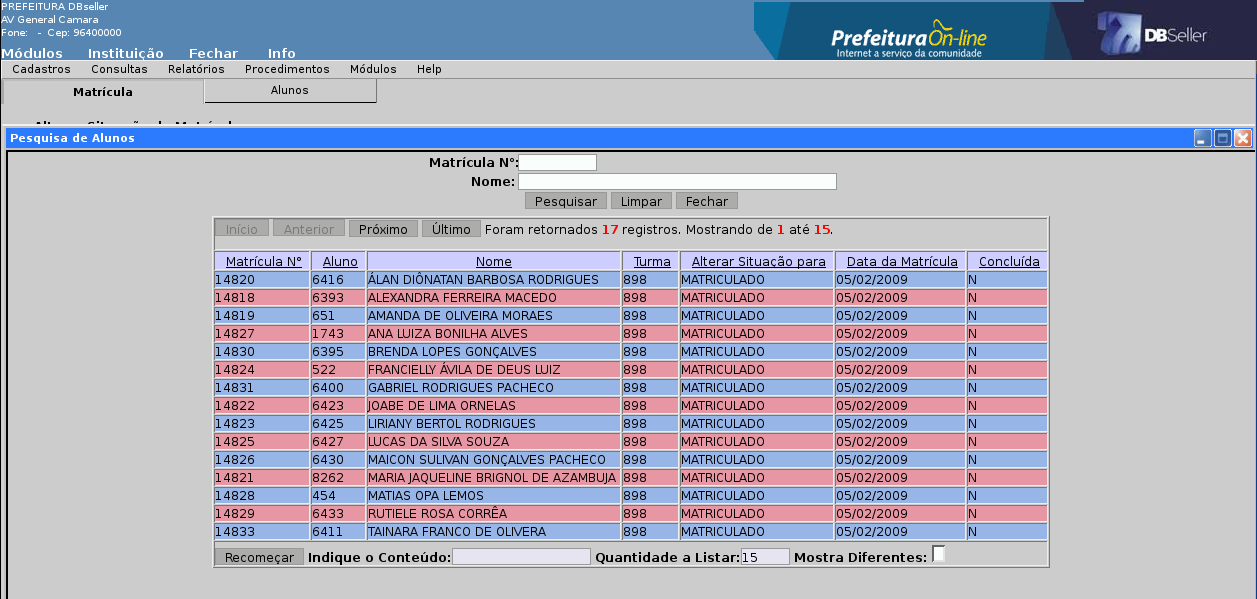 PREFEITURA DBseller
AV General Camara
Fone: - Cep: 96400000
Prefeitura On-line
Internet a serviço da comunidade
DBSeller
Módulos Instituição Fechar Info
Cadastros Consultas Relatórios Procedimentos Módulos Help
Matrícula Alunos
Pesquisa de Alunos
Matrícula N°:
Nome:
Pesquisar Limpar Fechar
Início Anterior Próximo Último Foram retornados 17 registros. Mostrando de 1 até 15.
Matrícula N° Aluno Nome Turma Alterar Situação para Data da Matrícula Concluída
14820 6416 ÁLAN DIÔNATAN BARBOSA RODRIGUES 898 MATRICULADO 05/02/2009 N
14818 6393 ALEXANDRA FERREIRA MACEDO 898 MATRICULADO 05/02/2009 N
14819 651 AMANDA DE OLIVEIRA MORAES 898 MATRICULADO 05/02/2009 N
14827 1743 ANA LUIZA BONILHA ALVES 898 MATRICULADO 05/02/2009 N
14830 6395 BRENDA LOPES GONÇALVES 898 MATRICULADO 05/02/2009 N
14824 522 FRANCIELLY ÁVILA DE DEUS LUIZ 898 MATRICULADO 05/02/2009 N
14831 6400 GABRIEL RODRIGUES PACHECO 898 MATRICULADO 05/02/2009 N
14822 6423 JOABE DE LIMA ORNELAS 898 MATRICULADO 05/02/2009 N
14823 6425 LIRIANY BERTOL RODRIGUES 898 MATRICULADO 05/02/2009 N
14825 6427 LUCAS DA SILVA SOUZA 898 MATRICULADO 05/02/2009 N
14826 6430 MAICON SULIVAN GONÇALVES PACHECO 898 MATRICULADO 05/02/2009 N
14821 8262 MARIA JAQUELINE BRIGNOL DE AZAMBUJA 898 MATRICULADO 05/02/2009 N
14828 454 MATIAS OPA LEMOS 898 MATRICULADO 05/02/2009 N
14829 6433 RUTIELE ROSA CORRÊA 898 MATRICULADO 05/02/2009 N
14833 6411 TAINARA FRANCO DE OLIVERA 898 MATRICULADO 05/02/2009 N
Recomeçar Indique o Conteúdo: Quantidade a Listar: 15 Mostra Diferentes: